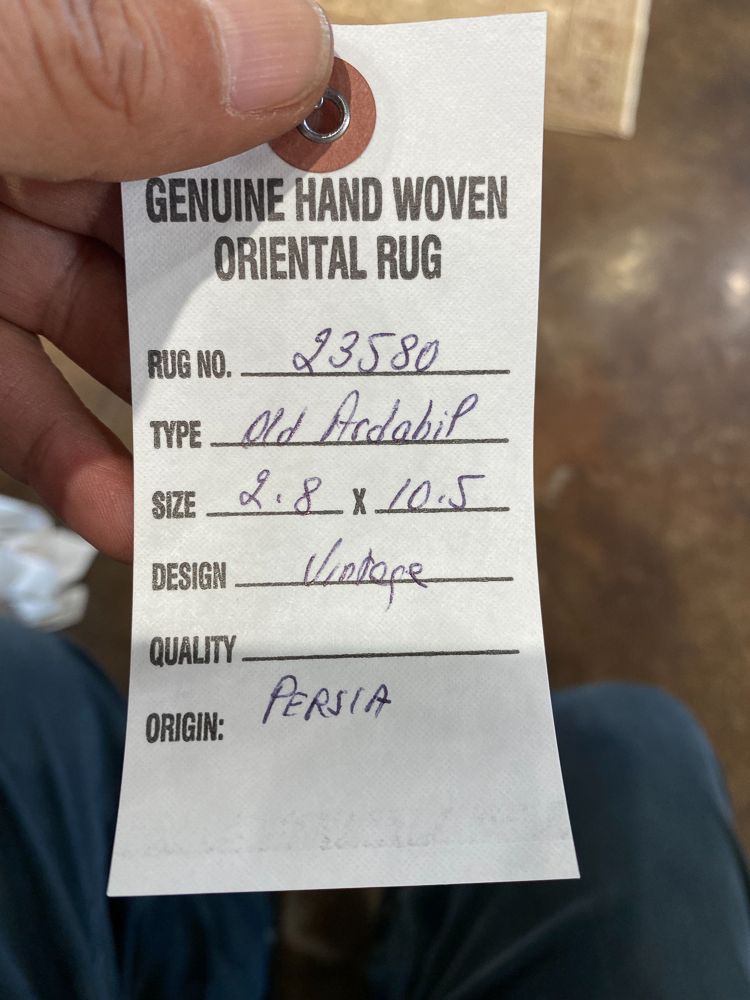 GENUINE HAND WOVEN
ORIENTAL RUG
RUG NO. 23580
TYPE Old Ardabil
SIZE 2.8 X 10.5
DESIGN Vintage
QUALITY
ORIGIN: PERSIA